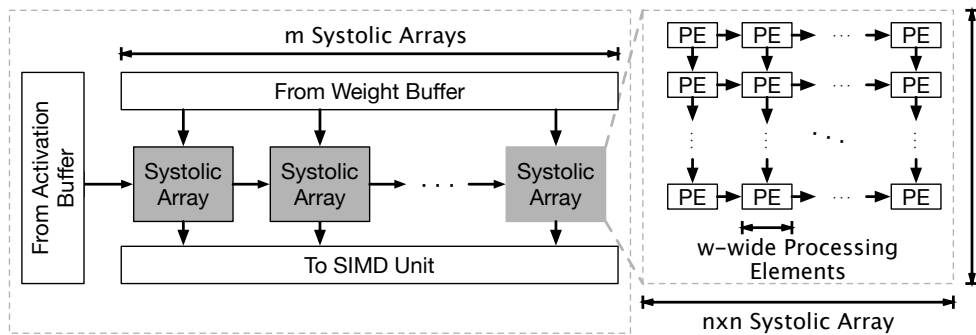 m Systolic Arrays
From Activation
Buffer
From Weight Buffer
Systolic
Array
Systolic
Array
. . .
Systolic
Array
To SIMD Unit
PE PE ... PE
PE PE ... PE
PE PE ... PE
w-wide Processing
Elements
nxn Systolic Array